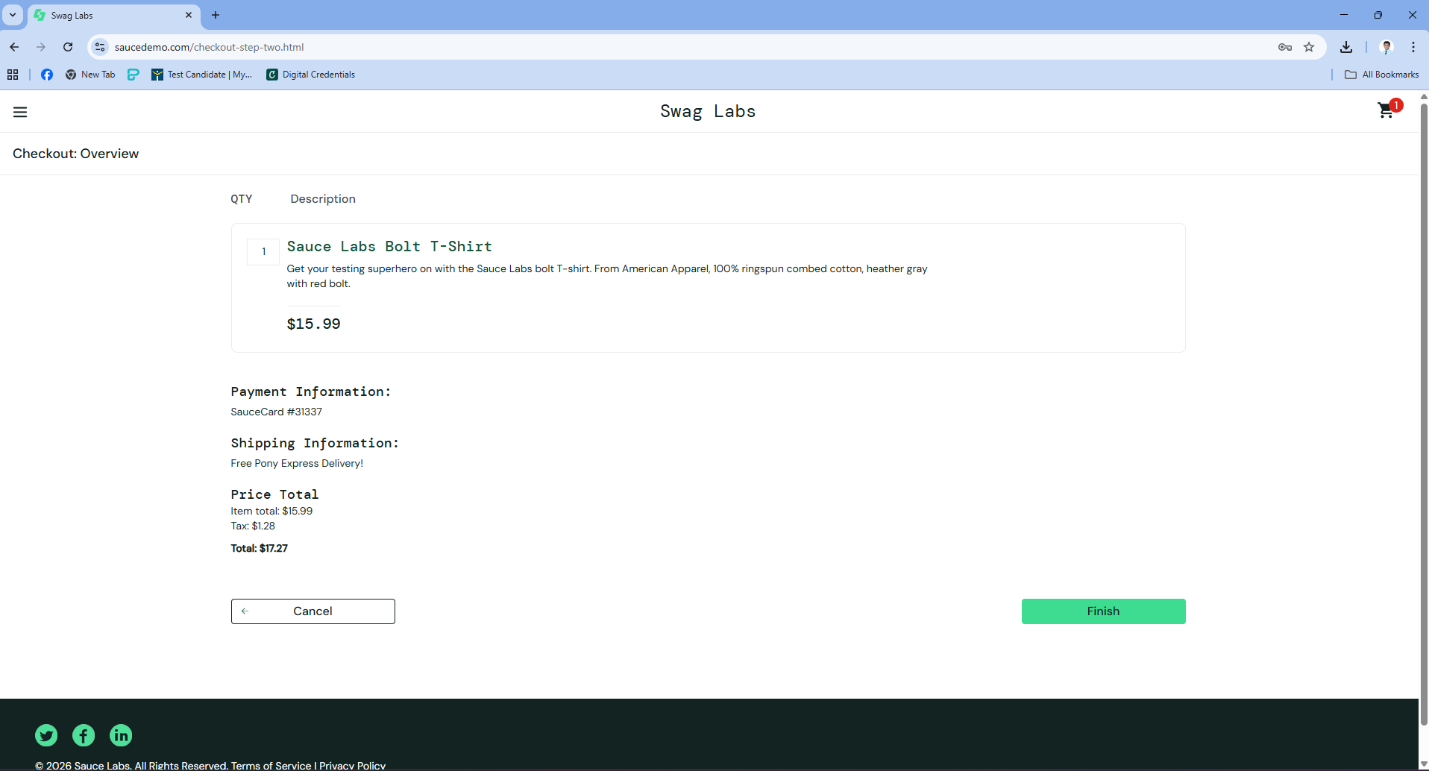 Swag Labs
saucedemo.com/checkout-step-two.html
New Tab
Test Candidate | My...
Digital Credentials
All Bookmarks
Swag Labs
1
Checkout: Overview
QTY Description
1
Sauce Labs Bolt T-Shirt
Get your testing superhero on with the Sauce Labs bolt T-shirt. From American Apparel, 100% ringspun combed cotton, heather gray
with red bolt.
$15.99
Payment Information:
SauceCard #31337
Shipping Information:
Free Pony Express Delivery!
Price Total
Item total: $15.99
Tax: $1.28
Total: $17.27
Cancel
Finish
© 2026 Sauce Labs. All Rights Reserved. Terms of Service | Privacy Policy